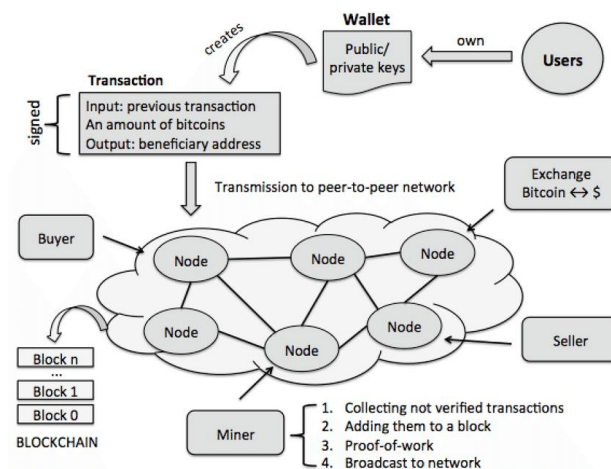 Wallet
creates
Public/
private keys
own
Users
Transaction
signed
Input: previous transaction
An amount of bitcoins
Output: beneficiary address
Transmission to peer-to-peer network
Exchange
Bitcoin ↔ $
Buyer
Node
Node
Node
Node
Node
Node
Seller
Block n
...
Block 1
Block 0
BLOCKCHAIN
Miner
1. Collecting not verified transactions
2. Adding them to a block
3. Proof-of-work
4. Broadcast to network